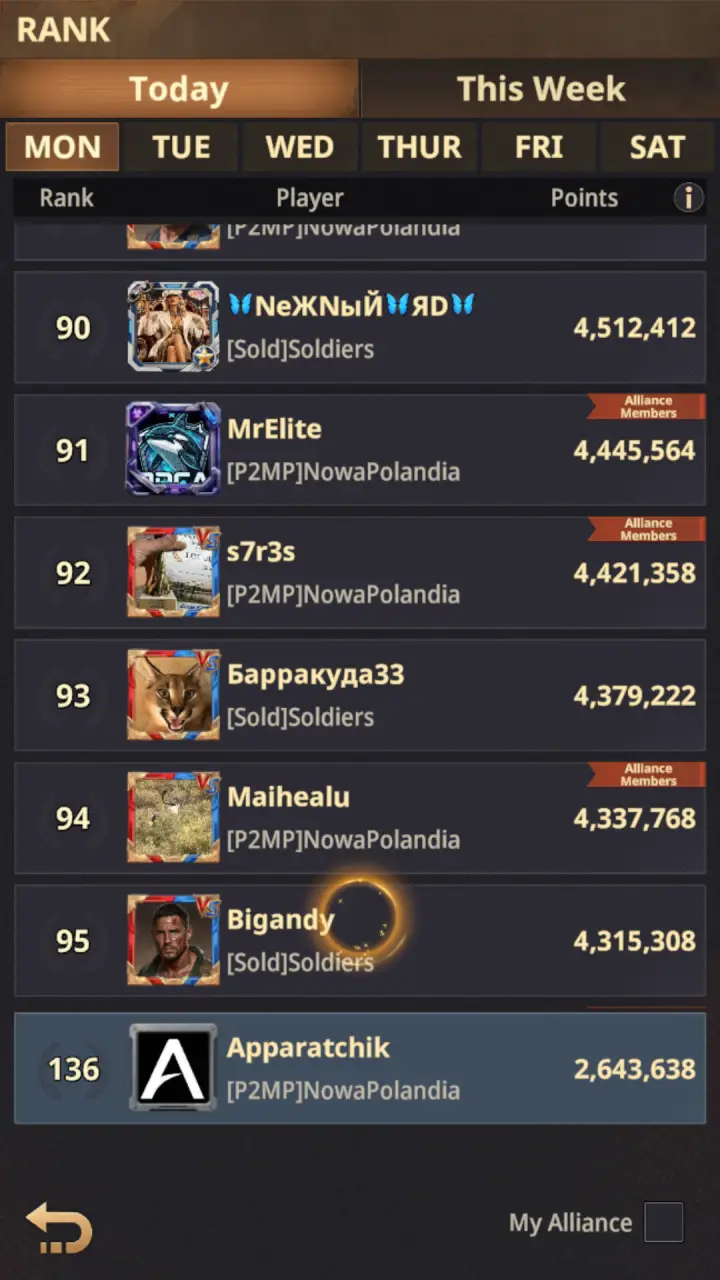 RANK
Today
This Week
MON TUE WED THUR FRI SAT
Rank Player Points i
[P2MP]NowaPolandia
90
🦋NeЖNыЙ🦋ЯD🦋
[Sold]Soldiers
4,512,412
Alliance
Members
91
MrElite
[P2MP]NowaPolandia
4,445,564
Alliance
Members
92
s7r3s
[P2MP]NowaPolandia
4,421,358
93
Барракуда33
[Sold]Soldiers
4,379,222
Alliance
Members
94
Maihealu
[P2MP]NowaPolandia
4,337,768
95
Bigandy
[Sold]Soldiers
4,315,308
136
Apparatchik
[P2MP]NowaPolandia
2,643,638
My Alliance